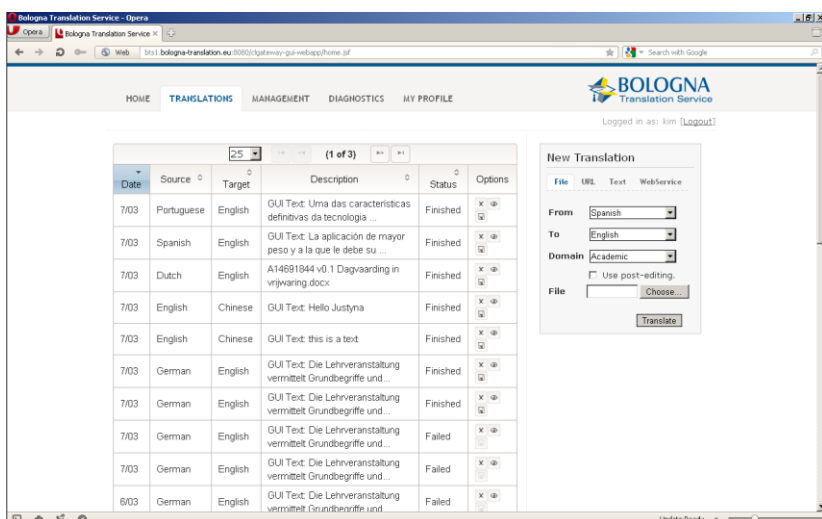 Bologna Translation Service - Opera
Opera
Bologna Translation Service
Web
bts1.bologna-translation.eu:8080/clgateway-gui-webapp/home.jsf
Search with Google
HOME TRANSLATIONS MANAGEMENT DIAGNOSTICS MY PROFILE
BOLOGNA
Translation Service
Logged in as: kim [Logout]
25 (1 of 3)
Date Source Target Description Status Options
7/03 Portuguese English GUI Text: Uma das características definitivas da tecnologia ... Finished
7/03 Spanish English GUI Text: La aplicación de mayor peso y a la que le debe su ... Finished
7/03 Dutch English A14691844 v0.1 Dagvaarding in vrijwaring.docx Finished
7/03 English Chinese GUI Text: Hello Justyna Finished
7/03 English Chinese GUI Text: this is a text Finished
7/03 German English GUI Text: Die Lehrveranstaltung vermittelt Grundbegriffe und... Finished
7/03 German English GUI Text: Die Lehrveranstaltung vermittelt Grundbegriffe und... Finished
7/03 German English GUI Text: Die Lehrveranstaltung vermittelt Grundbegriffe und... Failed
7/03 German English GUI Text: Die Lehrveranstaltung vermittelt Grundbegriffe und... Failed
6/03 German English GUI Text: Die Lehrveranstaltung vermittelt Grundbegriffe und Failed
New Translation
File URL Text WebService
From Spanish
To English
Domain Academic
Use post-editing.
File Choose...
Translate
Update Ready